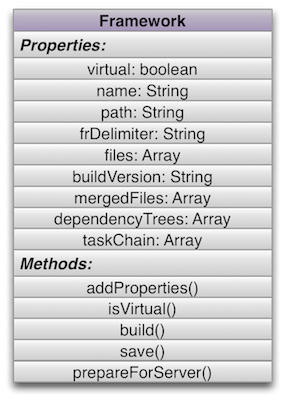 Framework
Properties:
virtual: boolean
name: String
path: String
frDelimiter: String
files: Array
buildVersion: String
mergedFiles: Array
dependencyTrees: Array
taskChain: Array
Methods:
addProperties()
isVirtual()
build()
save()
prepareForServer()